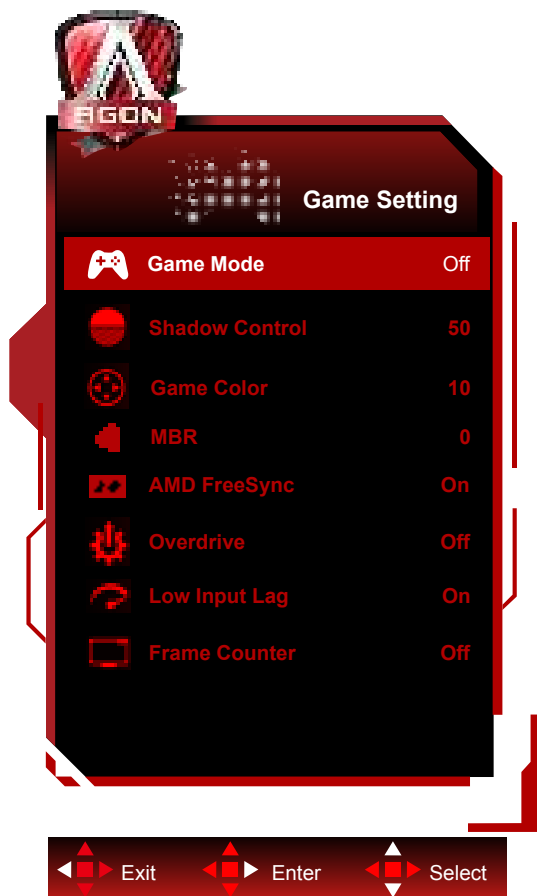 AGON
Game Setting
Game Mode Off
Shadow Control 50
Game Color 10
MBR 0
AMD FreeSync On
Overdrive Off
Low Input Lag On
Frame Counter Off
Exit Enter Select